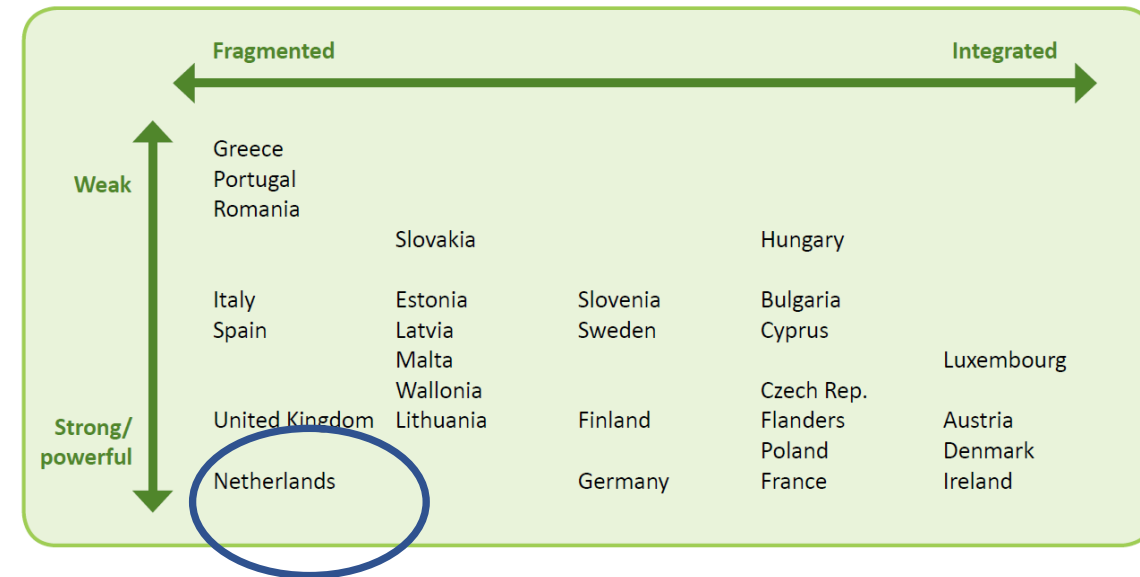 Fragmented Integrated
Greece
Weak Portugal
Romania
Slovakia Hungary
Italy Estonia Slovenia Bulgaria
Spain Latvia Sweden Cyprus
Malta Luxembourg
Wallonia Czech Rep.
Strong/ United Kingdom Lithuania Finland Flanders Austria
powerful Poland Denmark
Netherlands Germany France Ireland